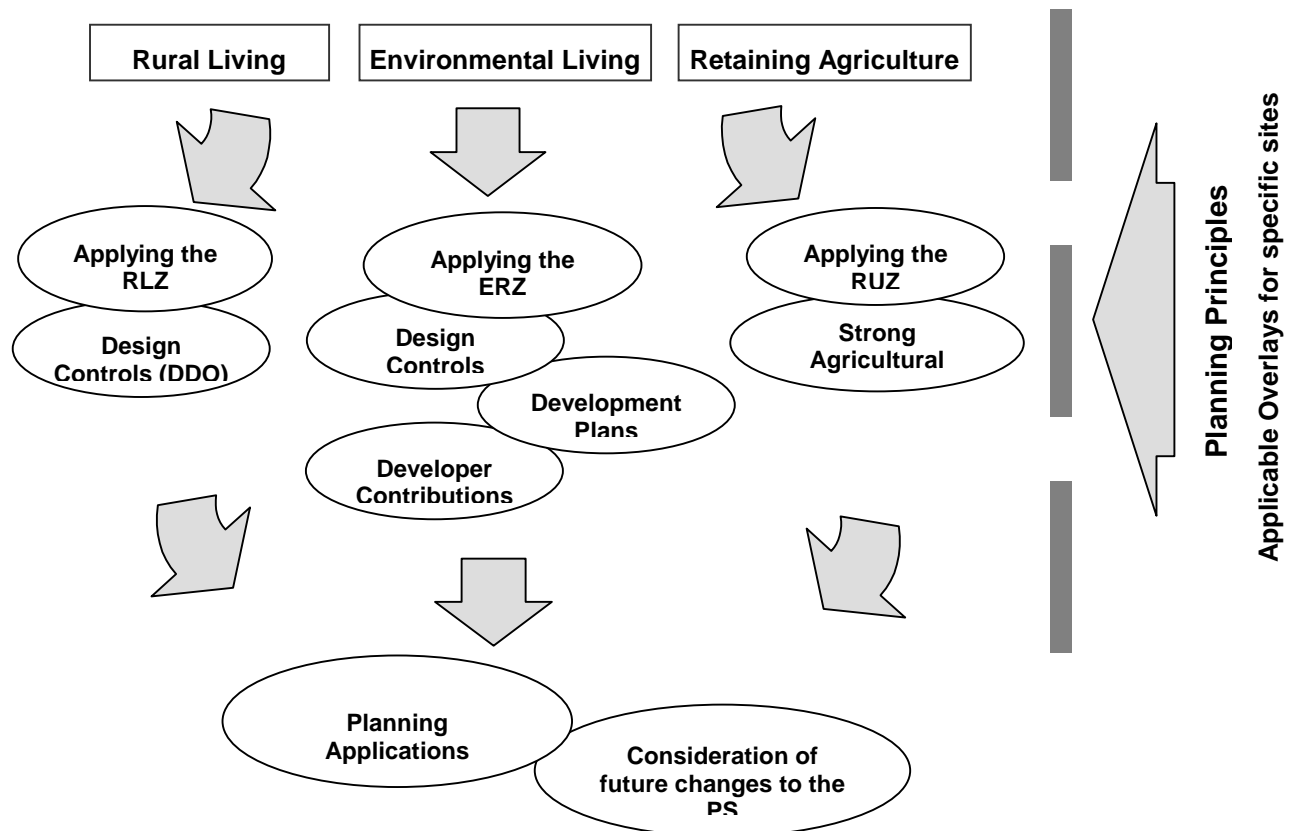 Rural Living
Environmental Living
Retaining Agriculture
Applying the
RLZ
Design
Controls (DDO)
Applying the
ERZ
Design
Controls
Development
Plans
Developer
Contributions
Applying the
RUZ
Strong
Agricultural
Planning
Applications
Consideration of
future changes to the
PS
Planning Principles
Applicable Overlays for specific sites